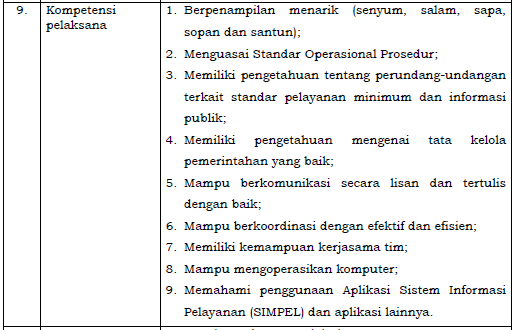 9. Kompetensi pelaksana
1. Berpenampilan menarik (senyum, salam, sapa,
sopan dan santun);
2. Menguasai Standar Operasional Prosedur;
3. Memiliki pengetahuan tentang perundang-undangan
terkait standar pelayanan minimum dan informasi
publik;
4. Memiliki pengetahuan mengenai tata kelola
pemerintahan yang baik;
5. Mampu berkomunikasi secara lisan dan tertulis
dengan baik;
6. Mampu berkoordinasi dengan efektif dan efisien;
7. Memiliki kemampuan kerjasama tim;
8. Mampu mengoperasikan komputer;
9. Memahami penggunaan Aplikasi Sistem Informasi
Pelayanan (SIMPEL) dan aplikasi lainnya.